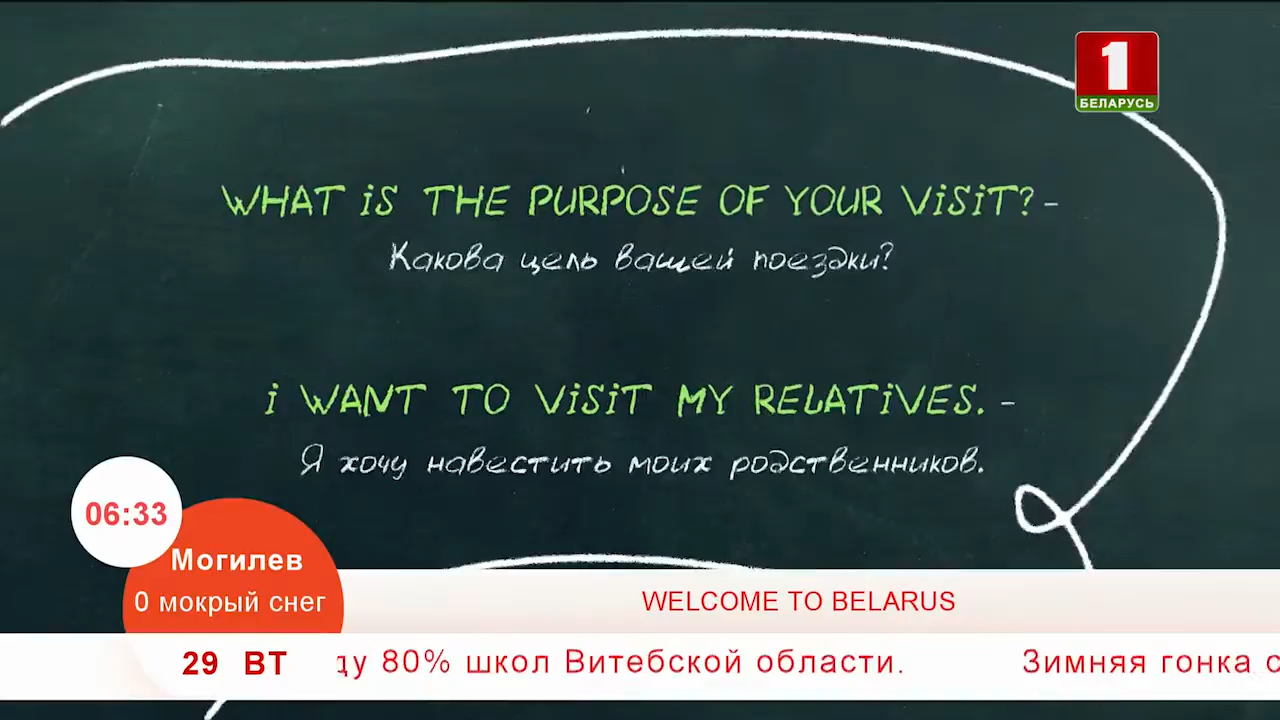 1
БЕЛАРУСЬ
WHAT iS THE PURPOSE OF YOUR ViSiT? -
Какова цель вашей поездки?
i WANT TO ViSiT MY RELATiVES. -
Я хочу навестить моих родственников.
06:33
Могилев
0 мокрый снег
WELCOME TO BELARUS
29 ВТ
80% школ Витебской области. Зимняя гонка